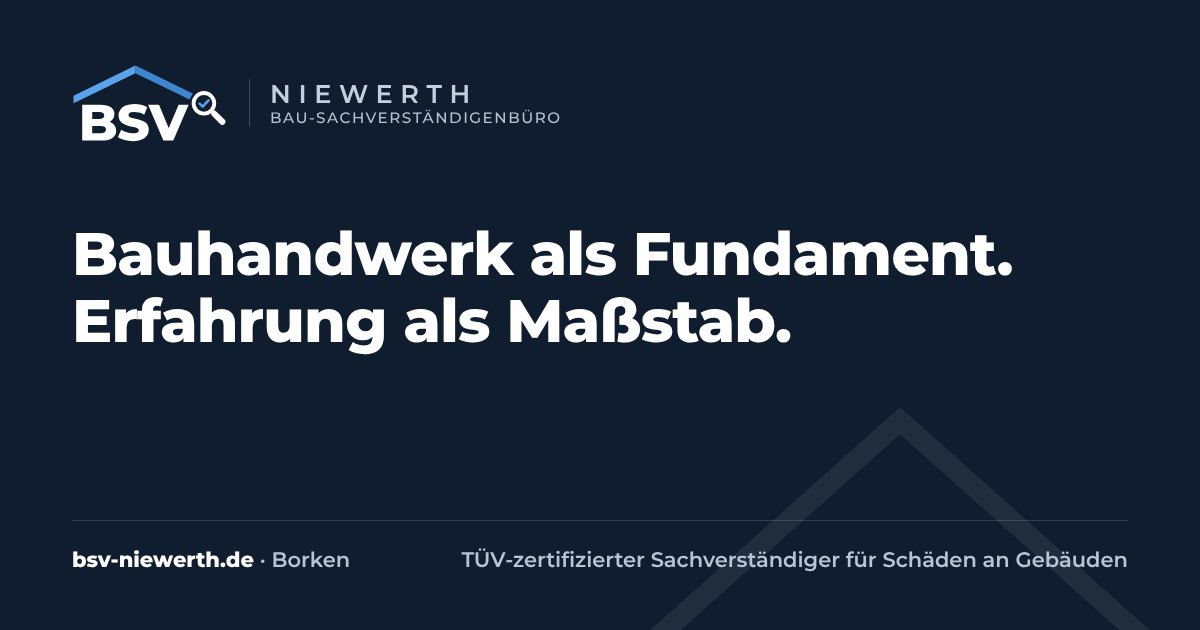 BSV
NIEWERTH
BAU-SACHVERSTÄNDIGENBÜRO
Bauhandwerk als Fundament.
Erfahrung als Maßstab.
bsv-niewerth.de · Borken
TÜV-zertifizierter Sachverständiger für Schäden an Gebäuden